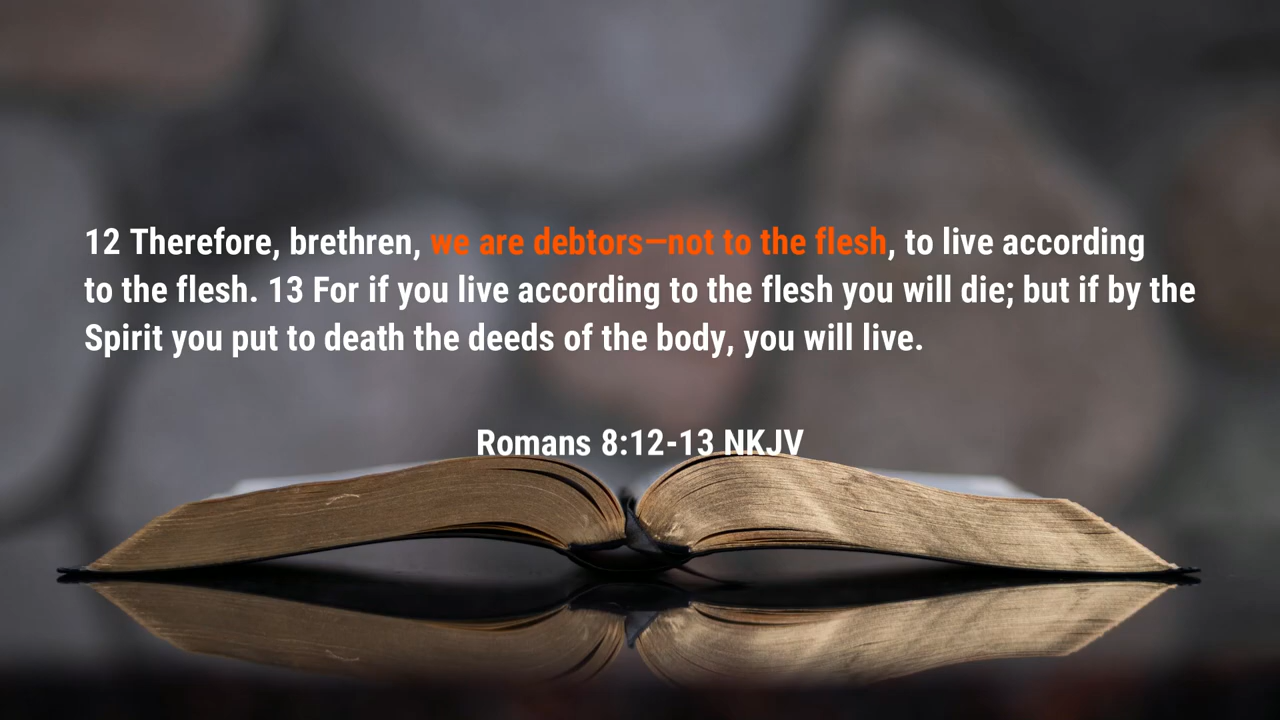 12 Therefore, brethren, we are debtors—not to the flesh, to live according
to the flesh. 13 For if you live according to the flesh you will die; but if by the
Spirit you put to death the deeds of the body, you will live.
Romans 8:12-13 NKJV